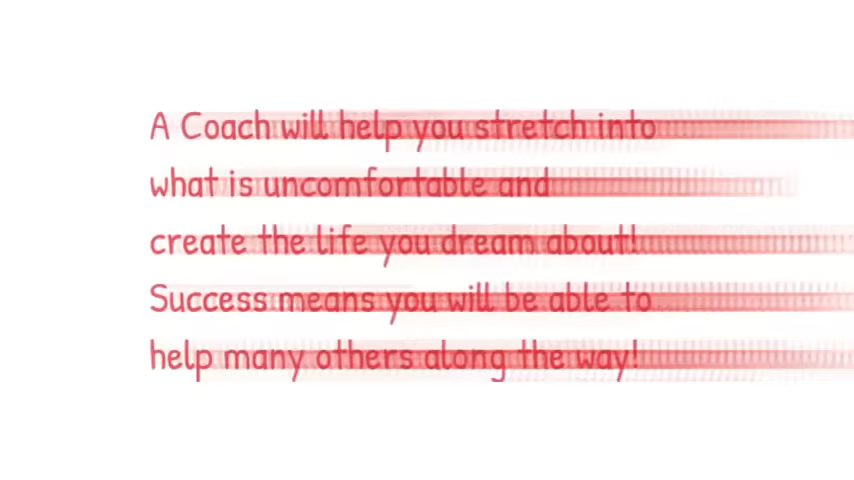 A Coach will help you stretch into
what is uncomfortable and
create the life you dream about!
Success means you will be able to
help many others along the way!